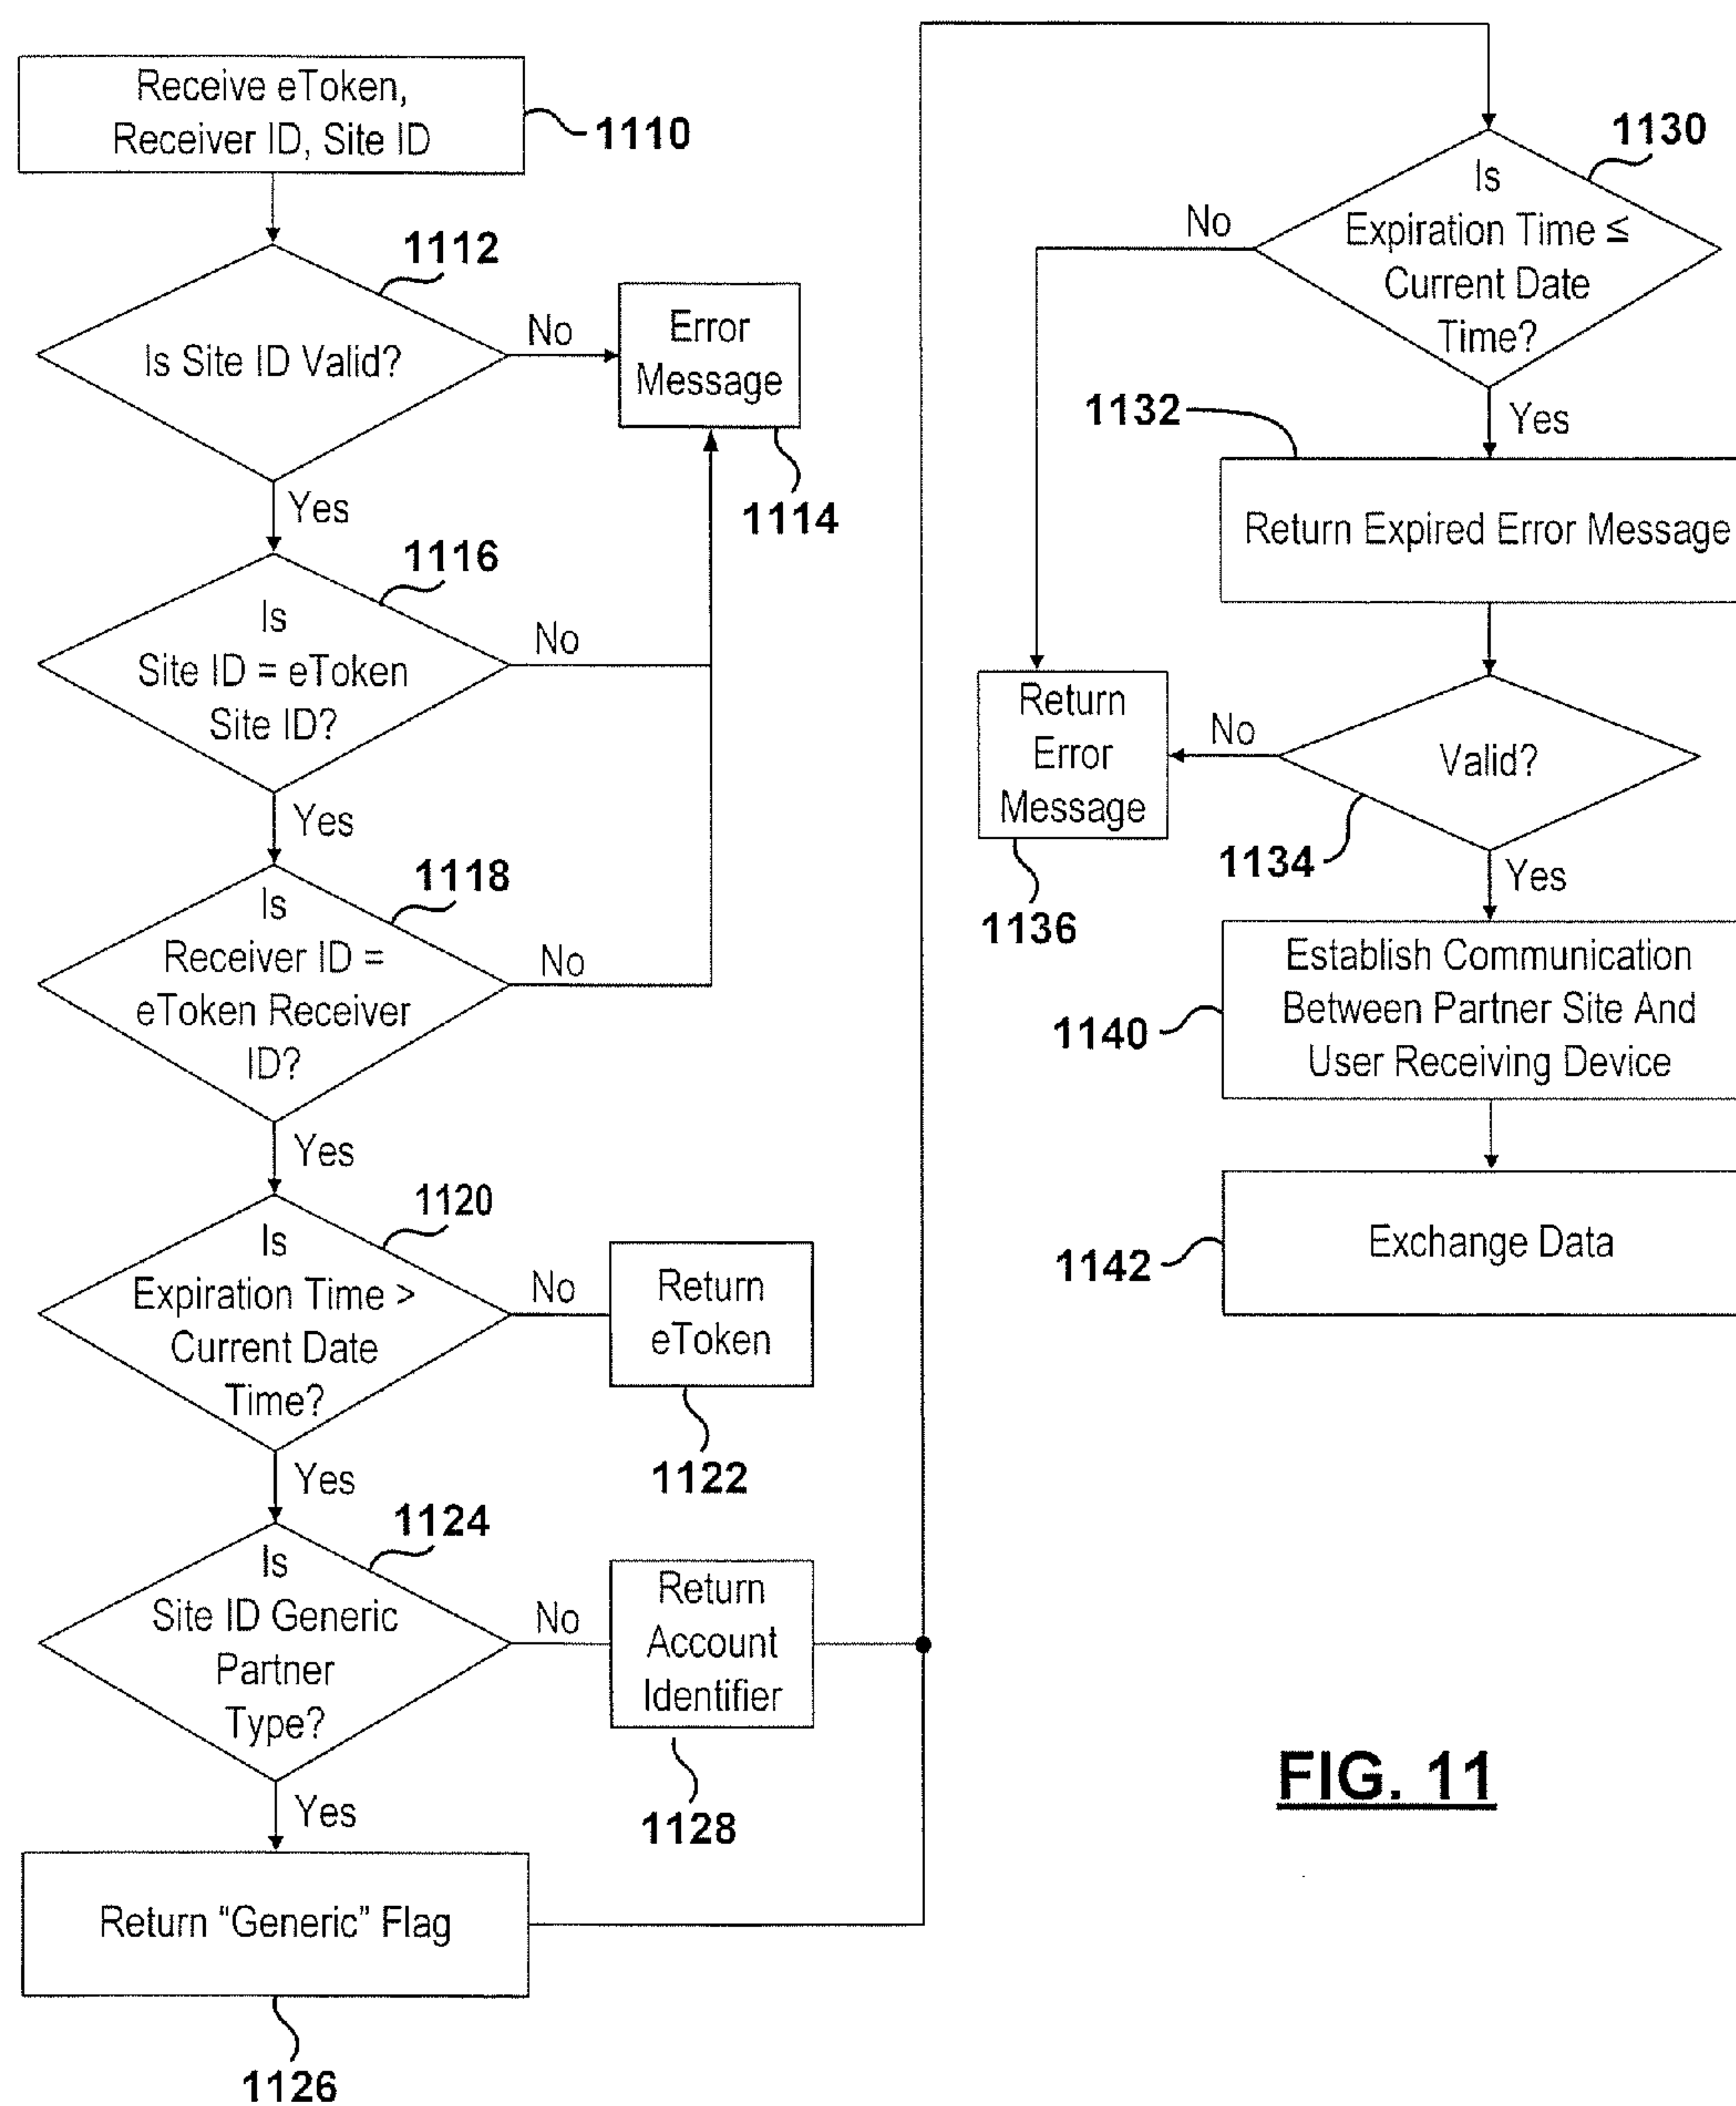 Receive eToken,
Receiver ID, Site ID
1110
1112
Is Site ID Valid?
No
Error
Message
1114
Yes
1116
Is
Site ID = eToken
Site ID?
No
Yes
1118
Is
Receiver ID =
eToken Receiver
ID?
No
Yes
1120
Is
Expiration Time >
Current Date
Time?
No
Return
eToken
1122
Yes
1124
Is
Site ID Generic
Partner
Type?
No
Return
Account
Identifier
1128
Yes
Return "Generic" Flag
1126
1130
Is
Expiration Time ≤
Current Date
Time?
No
Yes
1132
Return Expired Error Message
Valid?
1134
No
Return
Error
Message
1136
Yes
Establish Communication
Between Partner Site And
User Receiving Device
1140
Exchange Data
1142
FIG. 11